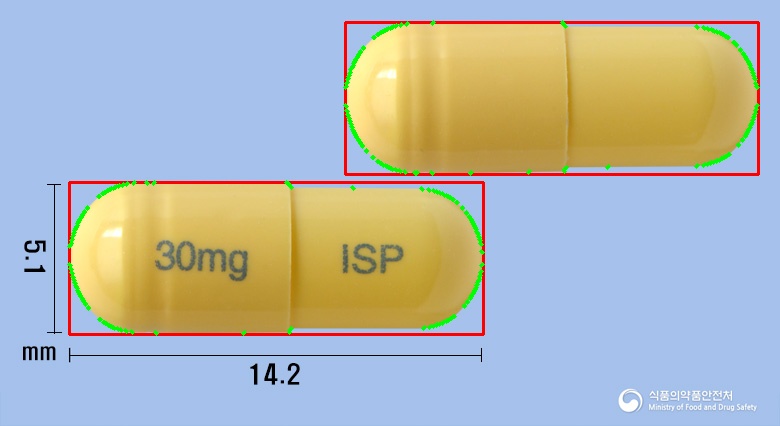 30mg
ISP
5.1
mm
14.2
식품의약품안전처
Ministry of Food and Drug Safety